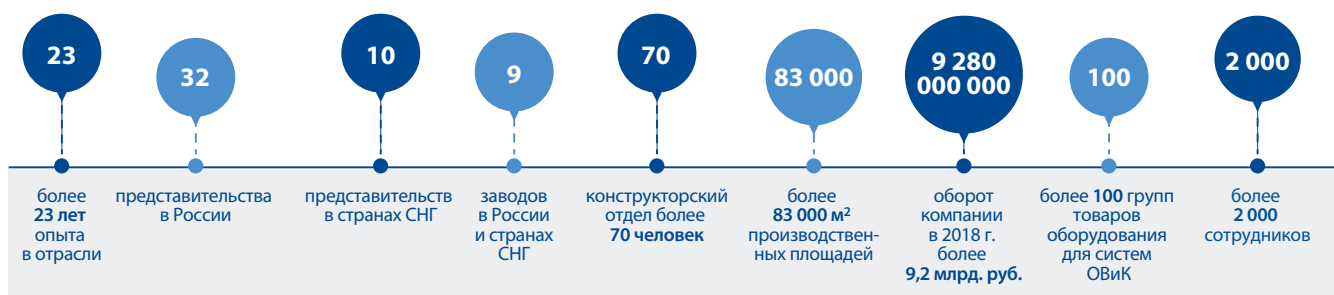 23
32
10
9
70
83 000
9 280
000 000
100
2 000
более
23 лет
опыта
в отрасли
представительства
в России
представительств
в странах СНГ
заводов
в России
и странах
СНГ
конструкторский
отдел более
70 человек
более
83 000 м²
производствен-
ных площадей
оборот
компании
в 2018 г.
более
9,2 млрд. руб.
более 100 групп
товаров
оборудования
для систем
ОВиК
более
2 000
сотрудников